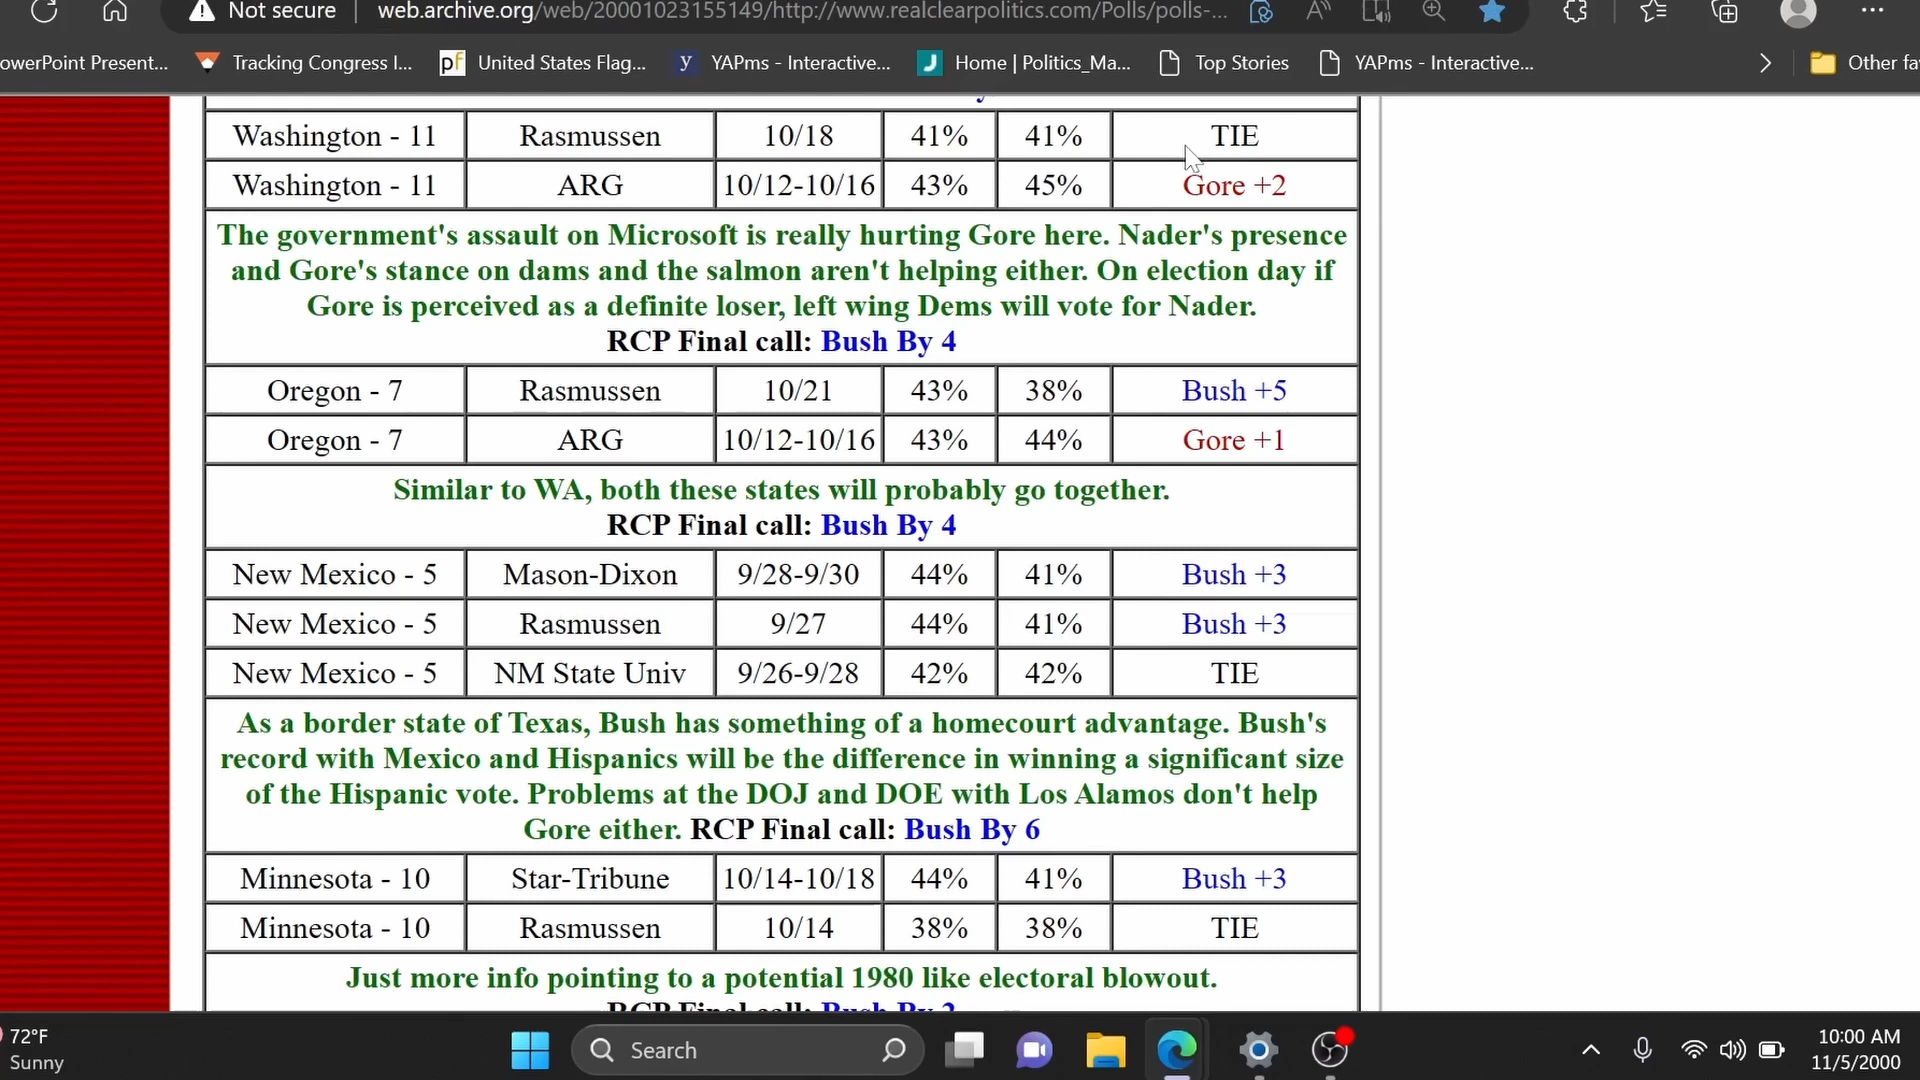 Not secure
web.archive.org/web/20001023155149/http://www.realclearpolitics.com/Polls/polls-...
owerPoint Present...
Tracking Congress I...
pf
United States Flag...
y
YAPms - Interactive...
J
Home | Politics_Ma...
Top Stories
YAPms - Interactive...
Other fa
Washington - 11 Rasmussen 10/18 41% 41% TIE
Washington - 11 ARG 10/12-10/16 43% 45% Gore +2
The government's assault on Microsoft is really hurting Gore here. Nader's presence
and Gore's stance on dams and the salmon aren't helping either. On election day if
Gore is perceived as a definite loser, left wing Dems will vote for Nader.
RCP Final call: Bush By 4
Oregon - 7 Rasmussen 10/21 43% 38% Bush +5
Oregon - 7 ARG 10/12-10/16 43% 44% Gore +1
Similar to WA, both these states will probably go together.
RCP Final call: Bush By 4
New Mexico - 5 Mason-Dixon 9/28-9/30 44% 41% Bush +3
New Mexico - 5 Rasmussen 9/27 44% 41% Bush +3
New Mexico - 5 NM State Univ 9/26-9/28 42% 42% TIE
As a border state of Texas, Bush has something of a homecourt advantage. Bush's
record with Mexico and Hispanics will be the difference in winning a significant size
of the Hispanic vote. Problems at the DOJ and DOE with Los Alamos don't help
Gore either. RCP Final call: Bush By 6
Minnesota - 10 Star-Tribune 10/14-10/18 44% 41% Bush +3
Minnesota - 10 Rasmussen 10/14 38% 38% TIE
Just more info pointing to a potential 1980 like electoral blowout.
RCP Final call: Bush By 2
72°F
Sunny
Search
10:00 AM
11/5/2000